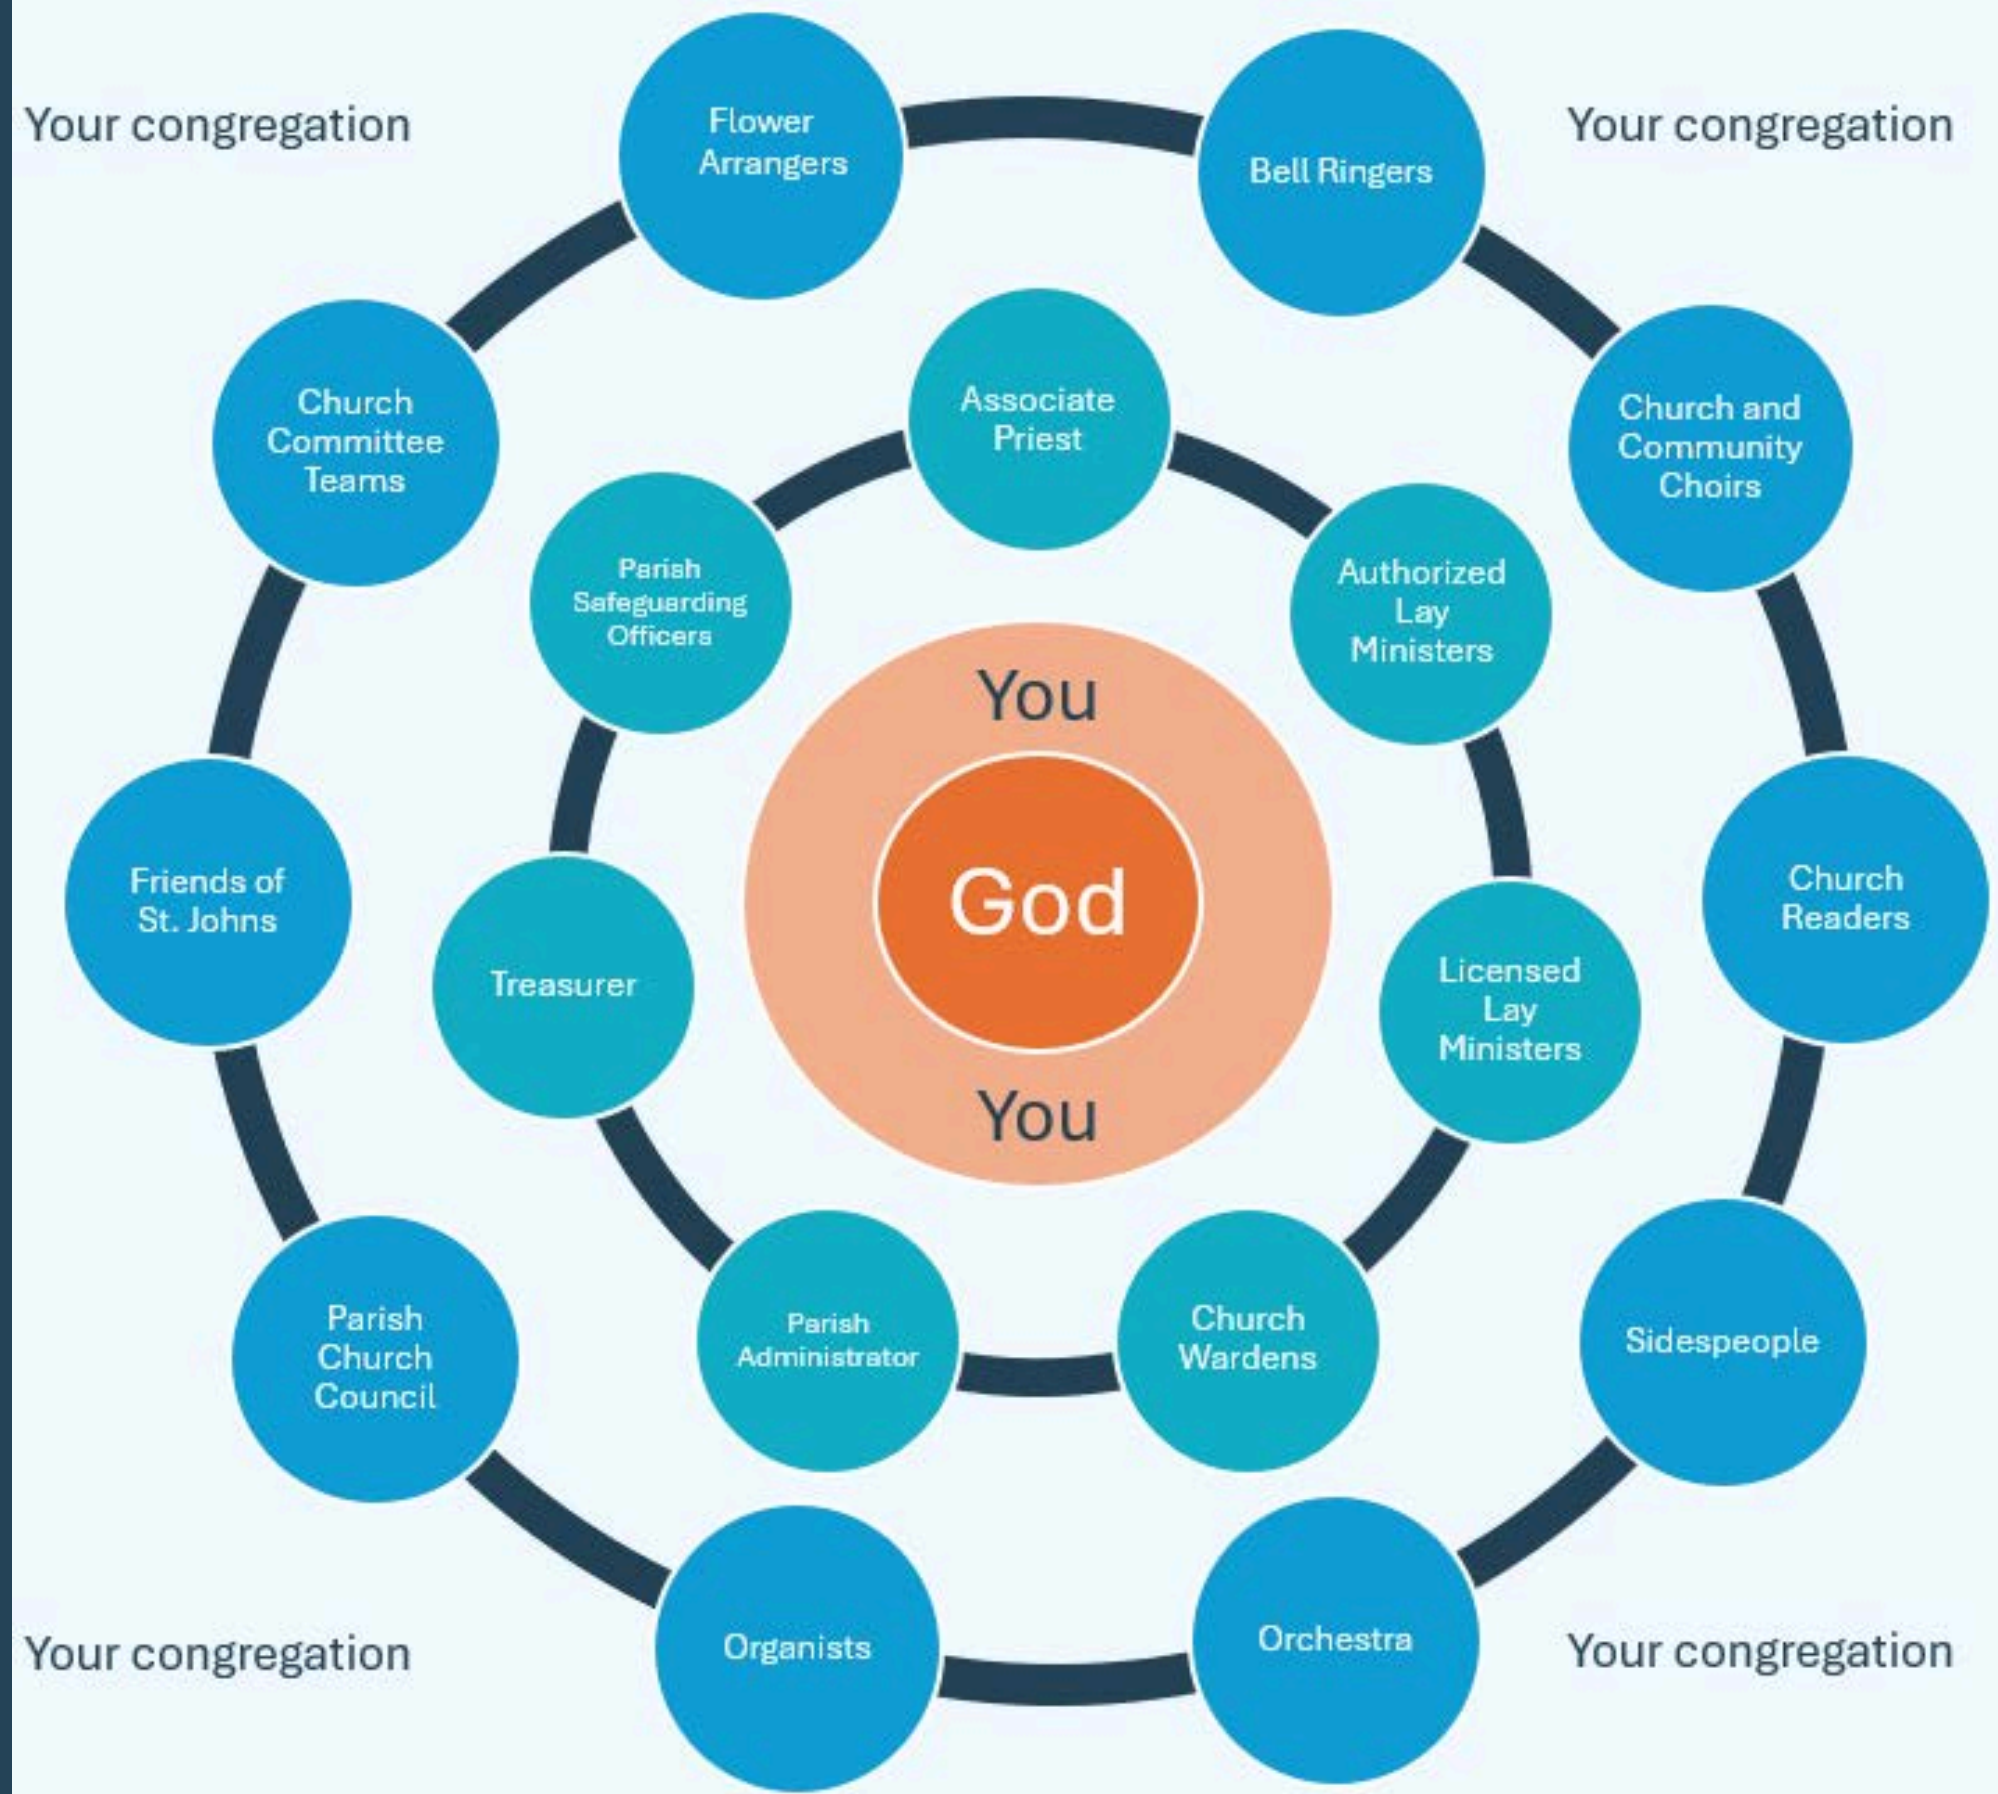 Your congregation
Flower
Arrangers
Bell Ringers
Your congregation
Church
Committee
Teams
Associate
Priest
Church and
Community
Choirs
Parish
Safeguarding
Officers
Authorized
Lay
Ministers
You
God
You
Friends of
St. Johns
Treasurer
Licensed
Lay
Ministers
Church
Readers
Parish
Church
Council
Parish
Administrator
Church
Wardens
Sidespeople
Your congregation
Organists
Orchestra
Your congregation